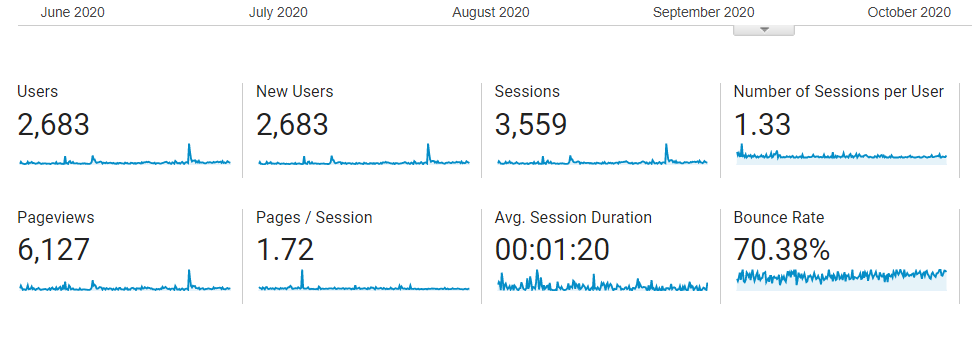 June 2020 July 2020 August 2020 September 2020 October 2020
Users New Users Sessions Number of Sessions per User
2,683 2,683 3,559 1.33
Pageviews Pages / Session Avg. Session Duration Bounce Rate
6,127 1.72 00:01:20 70.38%